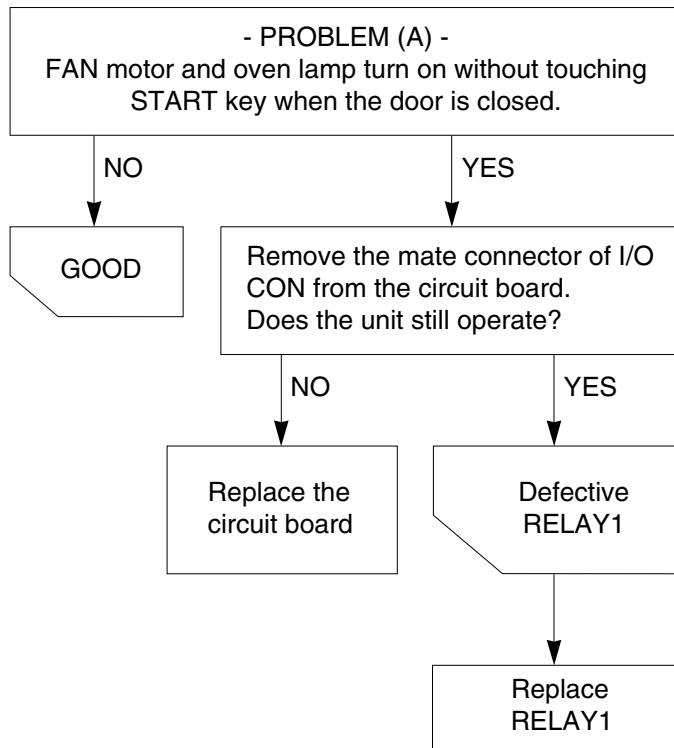 - PROBLEM (A) -
FAN motor and oven lamp turn on without touching
START key when the door is closed.
NO
YES
GOOD
Remove the mate connector of I/O
CON from the circuit board.
Does the unit still operate?
NO
YES
Replace the
circuit board
Defective
RELAY1
Replace
RELAY1